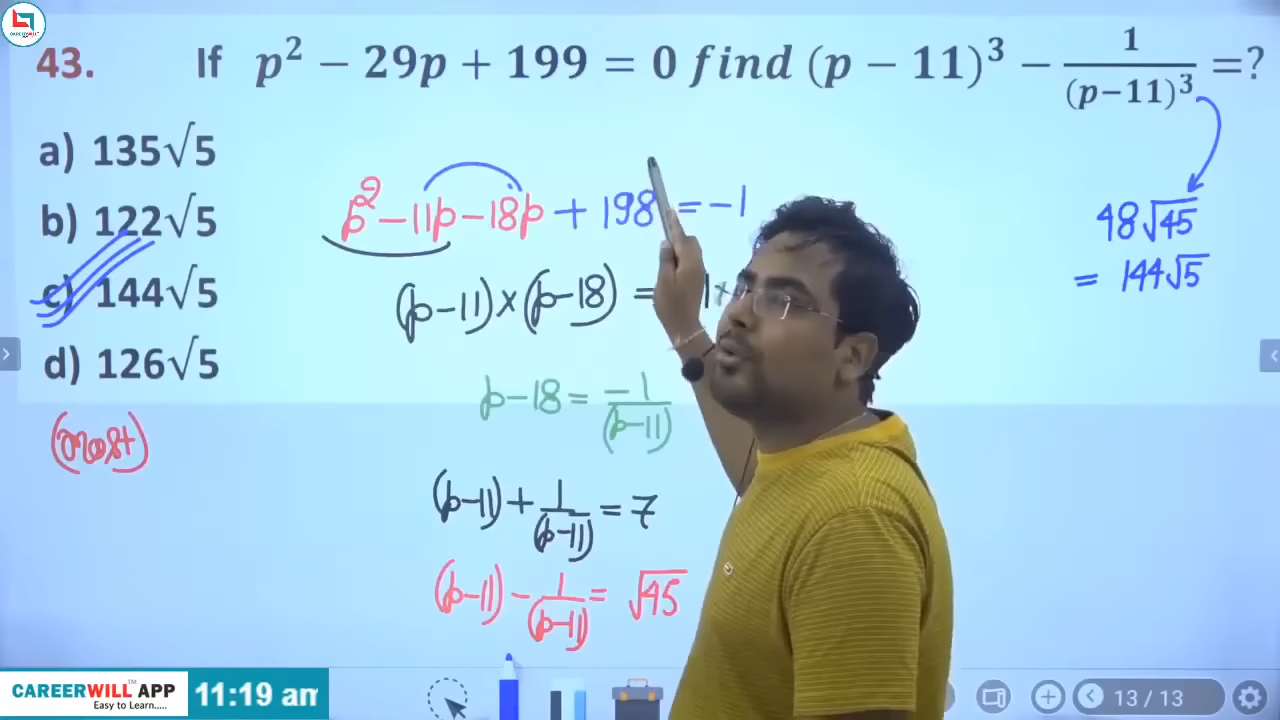 CAREERWILL
43. If p² − 29p + 199 = 0 find (p − 11)³ − 1/(p−11)³ =?
a) 135√5
b) 122√5
c) 144√5
d) 126√5
p² − 11p − 18p + 198 = −1
(p−11)×(p−18) =
p−18 = −1/(p−11)
(p−11) + 1/(p−11) = 7
(p−11) − 1/(p−11) = √45
48√45
= 144√5
CAREERWILL™ APP
Easy to Learn.....
11:19 am
13 / 13